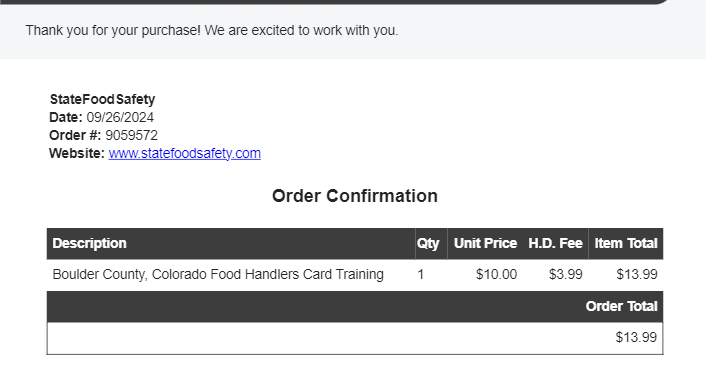 Thank you for your purchase! We are excited to work with you.
StateFoodSafety
Date: 09/26/2024
Order #: 9059572
Website: www.statefoodsafety.com
Order Confirmation
Description Qty Unit Price H.D. Fee Item Total
Boulder County, Colorado Food Handlers Card Training 1 $10.00 $3.99 $13.99
Order Total
$13.99